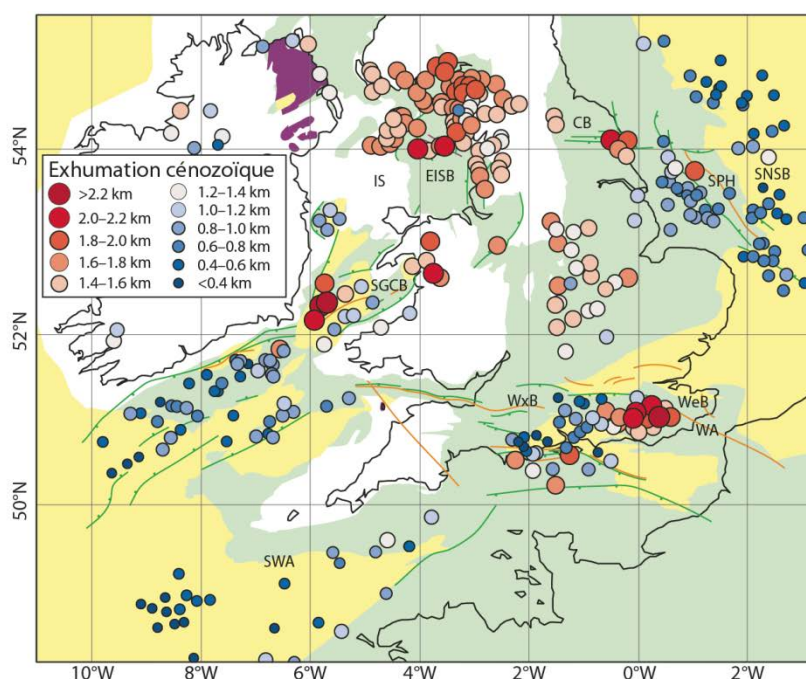 54°N
52°N
50°N
Exhumation cénozoïque
>2.2 km
2.0–2.2 km
1.8–2.0 km
1.6–1.8 km
1.4–1.6 km
1.2–1.4 km
1.0–1.2 km
0.8–1.0 km
0.6–0.8 km
0.4–0.6 km
<0.4 km
CB
IS
EISB
SPH
SNSB
SGCB
WxB
WeB
WA
SWA
10°W
8°W
6°W
4°W
2°W
0°W
2°W